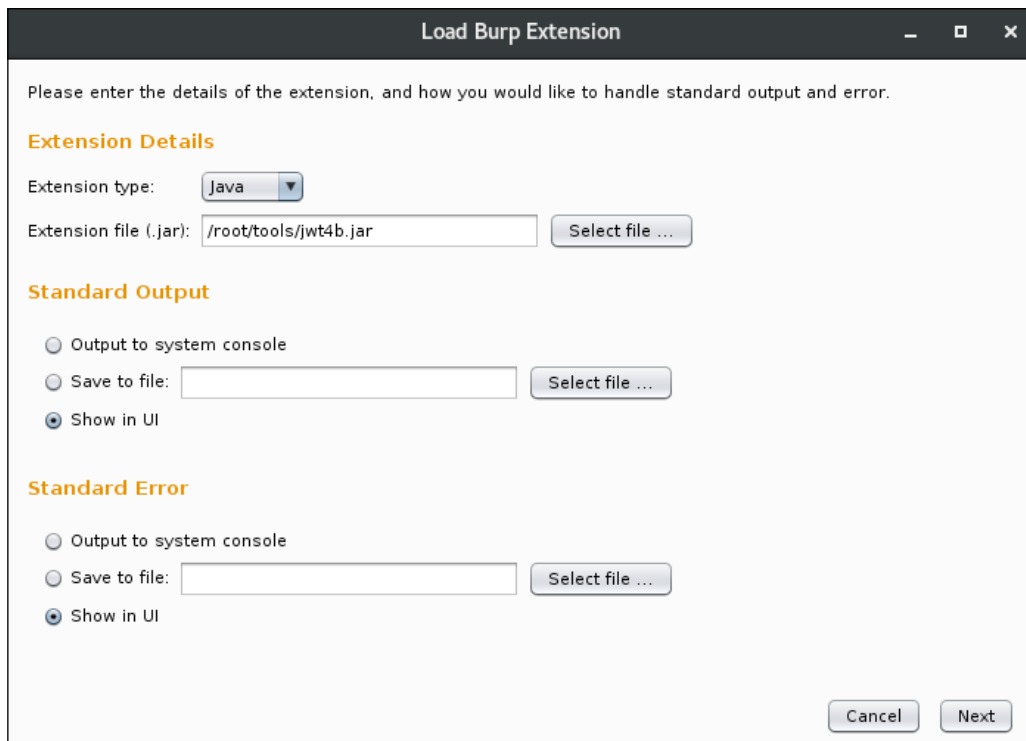 Load Burp Extension
Please enter the details of the extension, and how you would like to handle standard output and error.
Extension Details
Extension type: Java
Extension file (.jar): /root/tools/jwt4b.jar Select file ...
Standard Output
Output to system console
Save to file: Select file ...
Show in UI
Standard Error
Output to system console
Save to file: Select file ...
Show in UI
Cancel Next